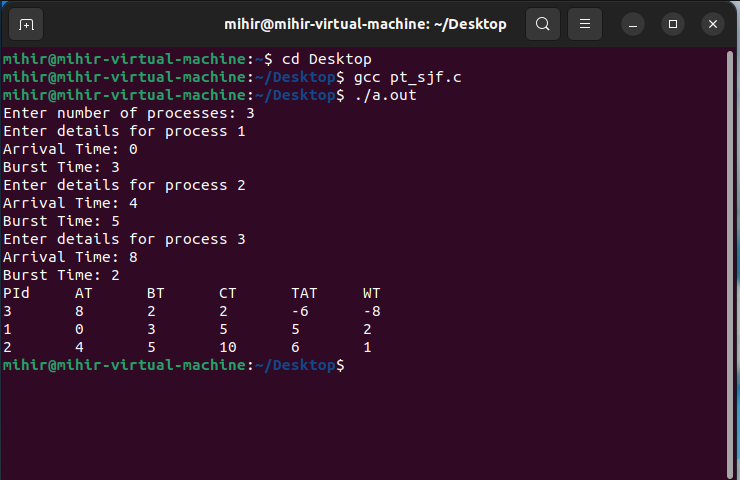 mihir@mihir-virtual-machine: ~/Desktop
mihir@mihir-virtual-machine:~$ cd Desktop
mihir@mihir-virtual-machine:~/Desktop$ gcc pt_sjf.c
mihir@mihir-virtual-machine:~/Desktop$ ./a.out
Enter number of processes: 3
Enter details for process 1
Arrival Time: 0
Burst Time: 3
Enter details for process 2
Arrival Time: 4
Burst Time: 5
Enter details for process 3
Arrival Time: 8
Burst Time: 2
PId AT BT CT TAT WT
3 8 2 2 -6 -8
1 0 3 5 5 2
2 4 5 10 6 1
mihir@mihir-virtual-machine:~/Desktop$